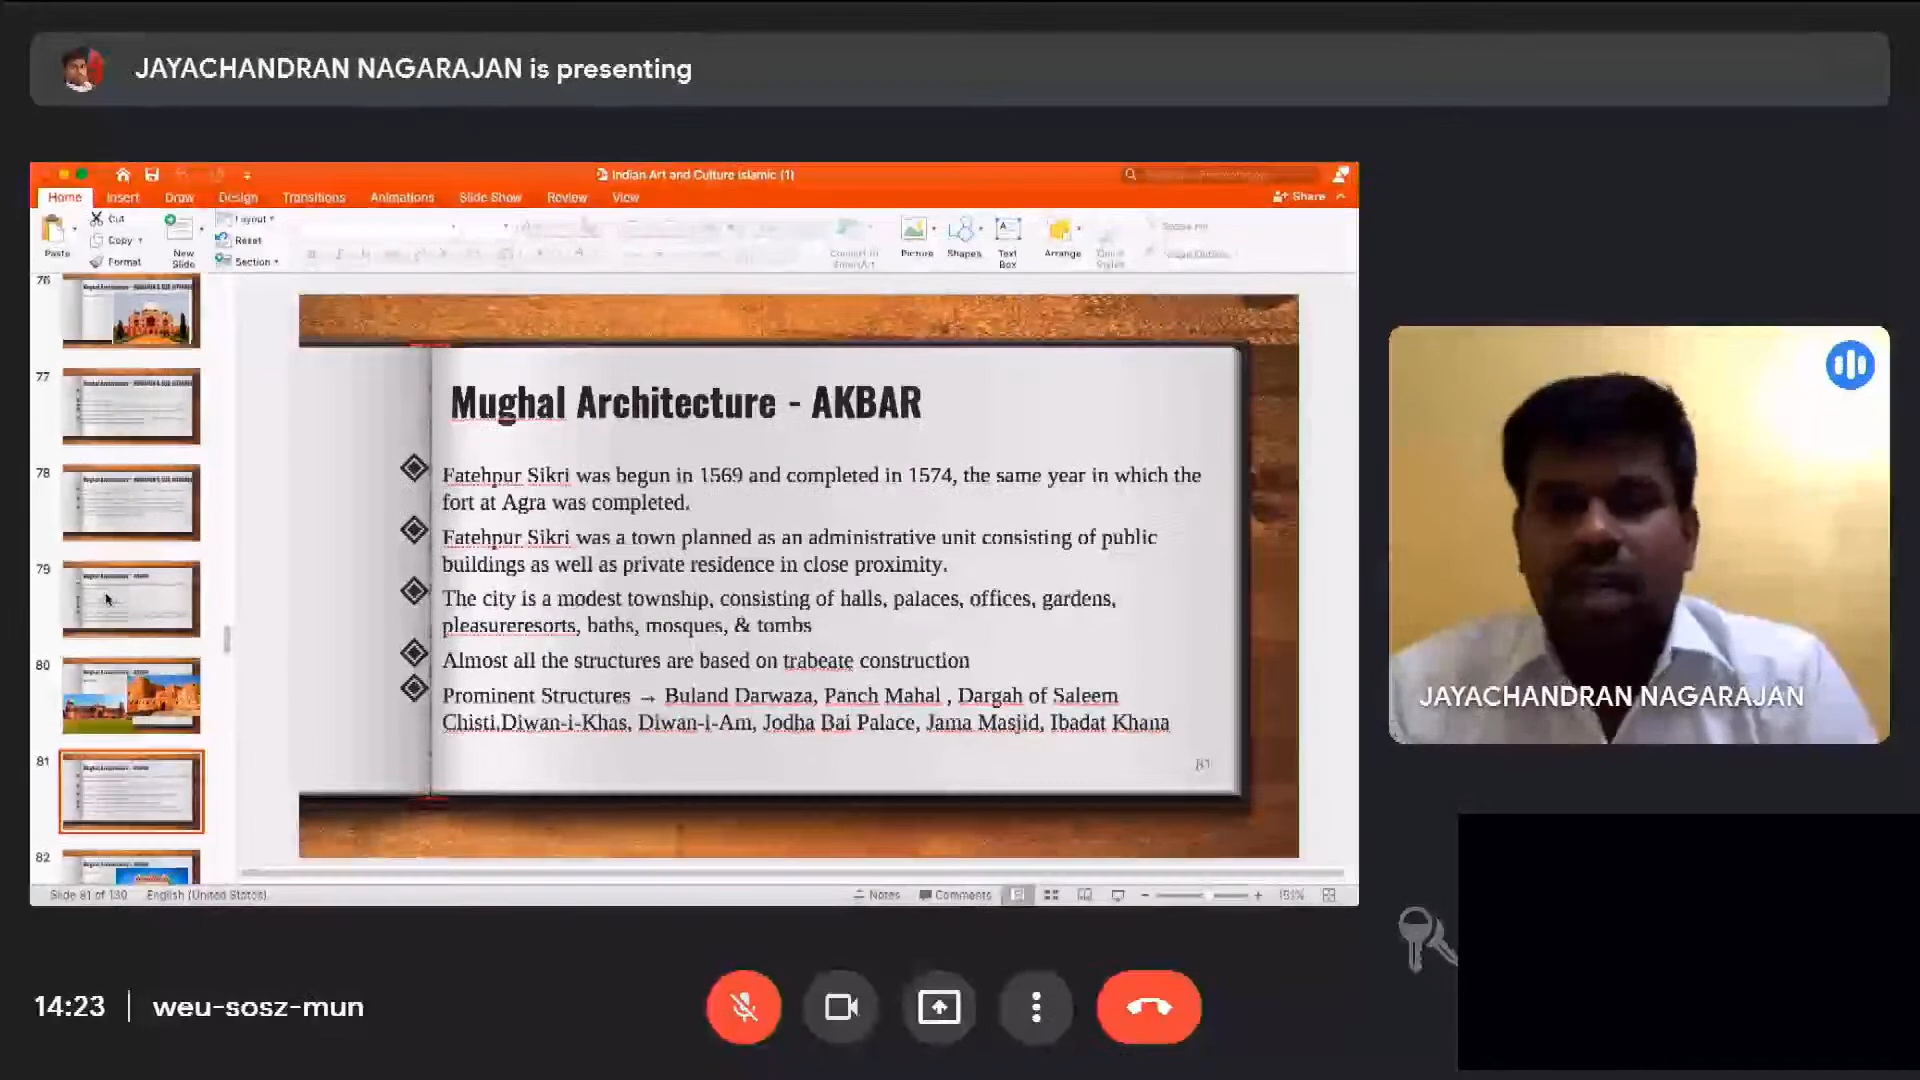 JAYACHANDRAN NAGARAJAN is presenting
Indian Art and Culture Islamic (1)
Home Insert Draw Design Transitions Animations Slide Show Review View
Share
Paste
Cut
Copy
Format
New Slide
Layout
Reset
Section
Convert to SmartArt
Picture
Shapes
Text Box
Arrange
Quick Styles
76
77
78
79
80
81
82
Mughal Architecture - AKBAR
Fatehpur Sikri was begun in 1569 and completed in 1574, the same year in which the
fort at Agra was completed.
Fatehpur Sikri was a town planned as an administrative unit consisting of public
buildings as well as private residence in close proximity.
The city is a modest township, consisting of halls, palaces, offices, gardens,
pleasureresorts, baths, mosques, & tombs
Almost all the structures are based on trabeate construction
Prominent Structures → Buland Darwaza, Panch Mahal , Dargah of Saleem
Chisti,Diwan-i-Khas, Diwan-i-Am, Jodha Bai Palace, Jama Masjid, Ibadat Khana
81
Slide 81 of 130 English (United States)
Notes Comments 151%
JAYACHANDRAN NAGARAJAN
14:23 weu-sosz-mun